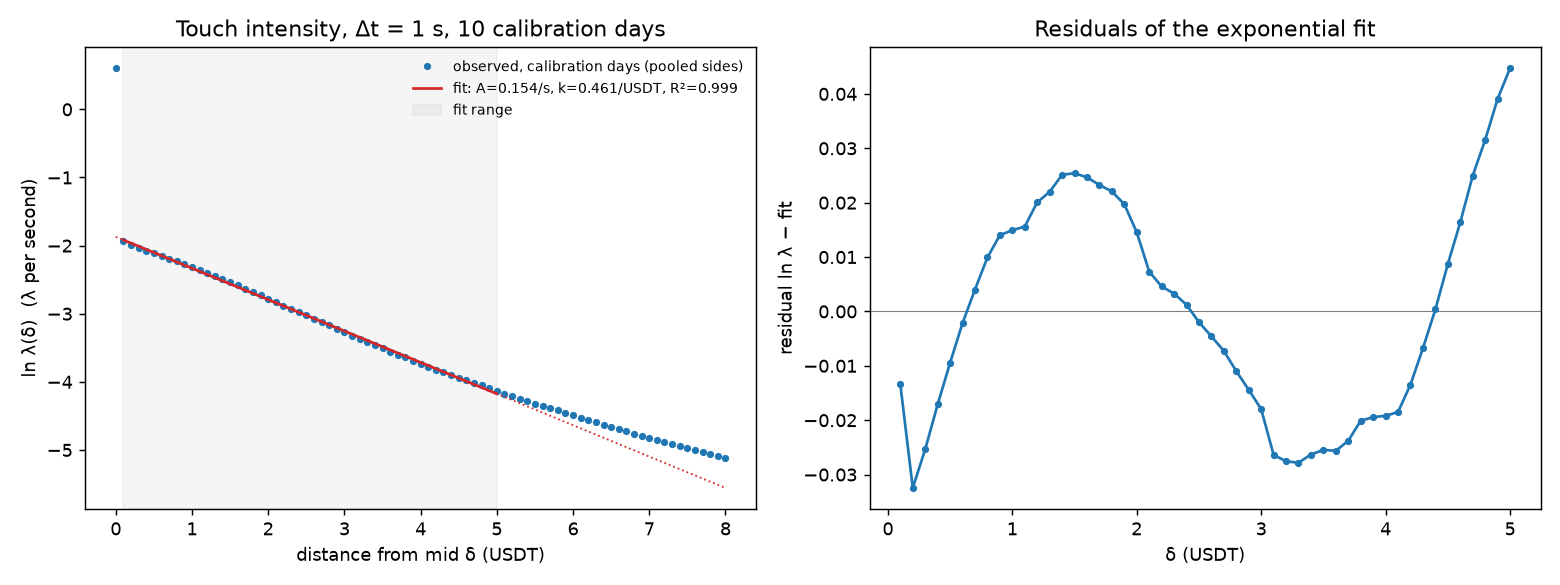 Touch intensity, Δt = 1 s, 10 calibration days
observed, calibration days (pooled sides)
fit: A=0.154/s, k=0.461/USDT, R²=0.999
fit range
ln λ(δ) (λ per second)
0
−1
−2
−3
−4
−5
0 1 2 3 4 5 6 7 8
distance from mid δ (USDT)
Residuals of the exponential fit
residual ln λ − fit
0.04
0.03
0.02
0.01
0.00
−0.01
−0.02
−0.03
0 1 2 3 4 5
δ (USDT)